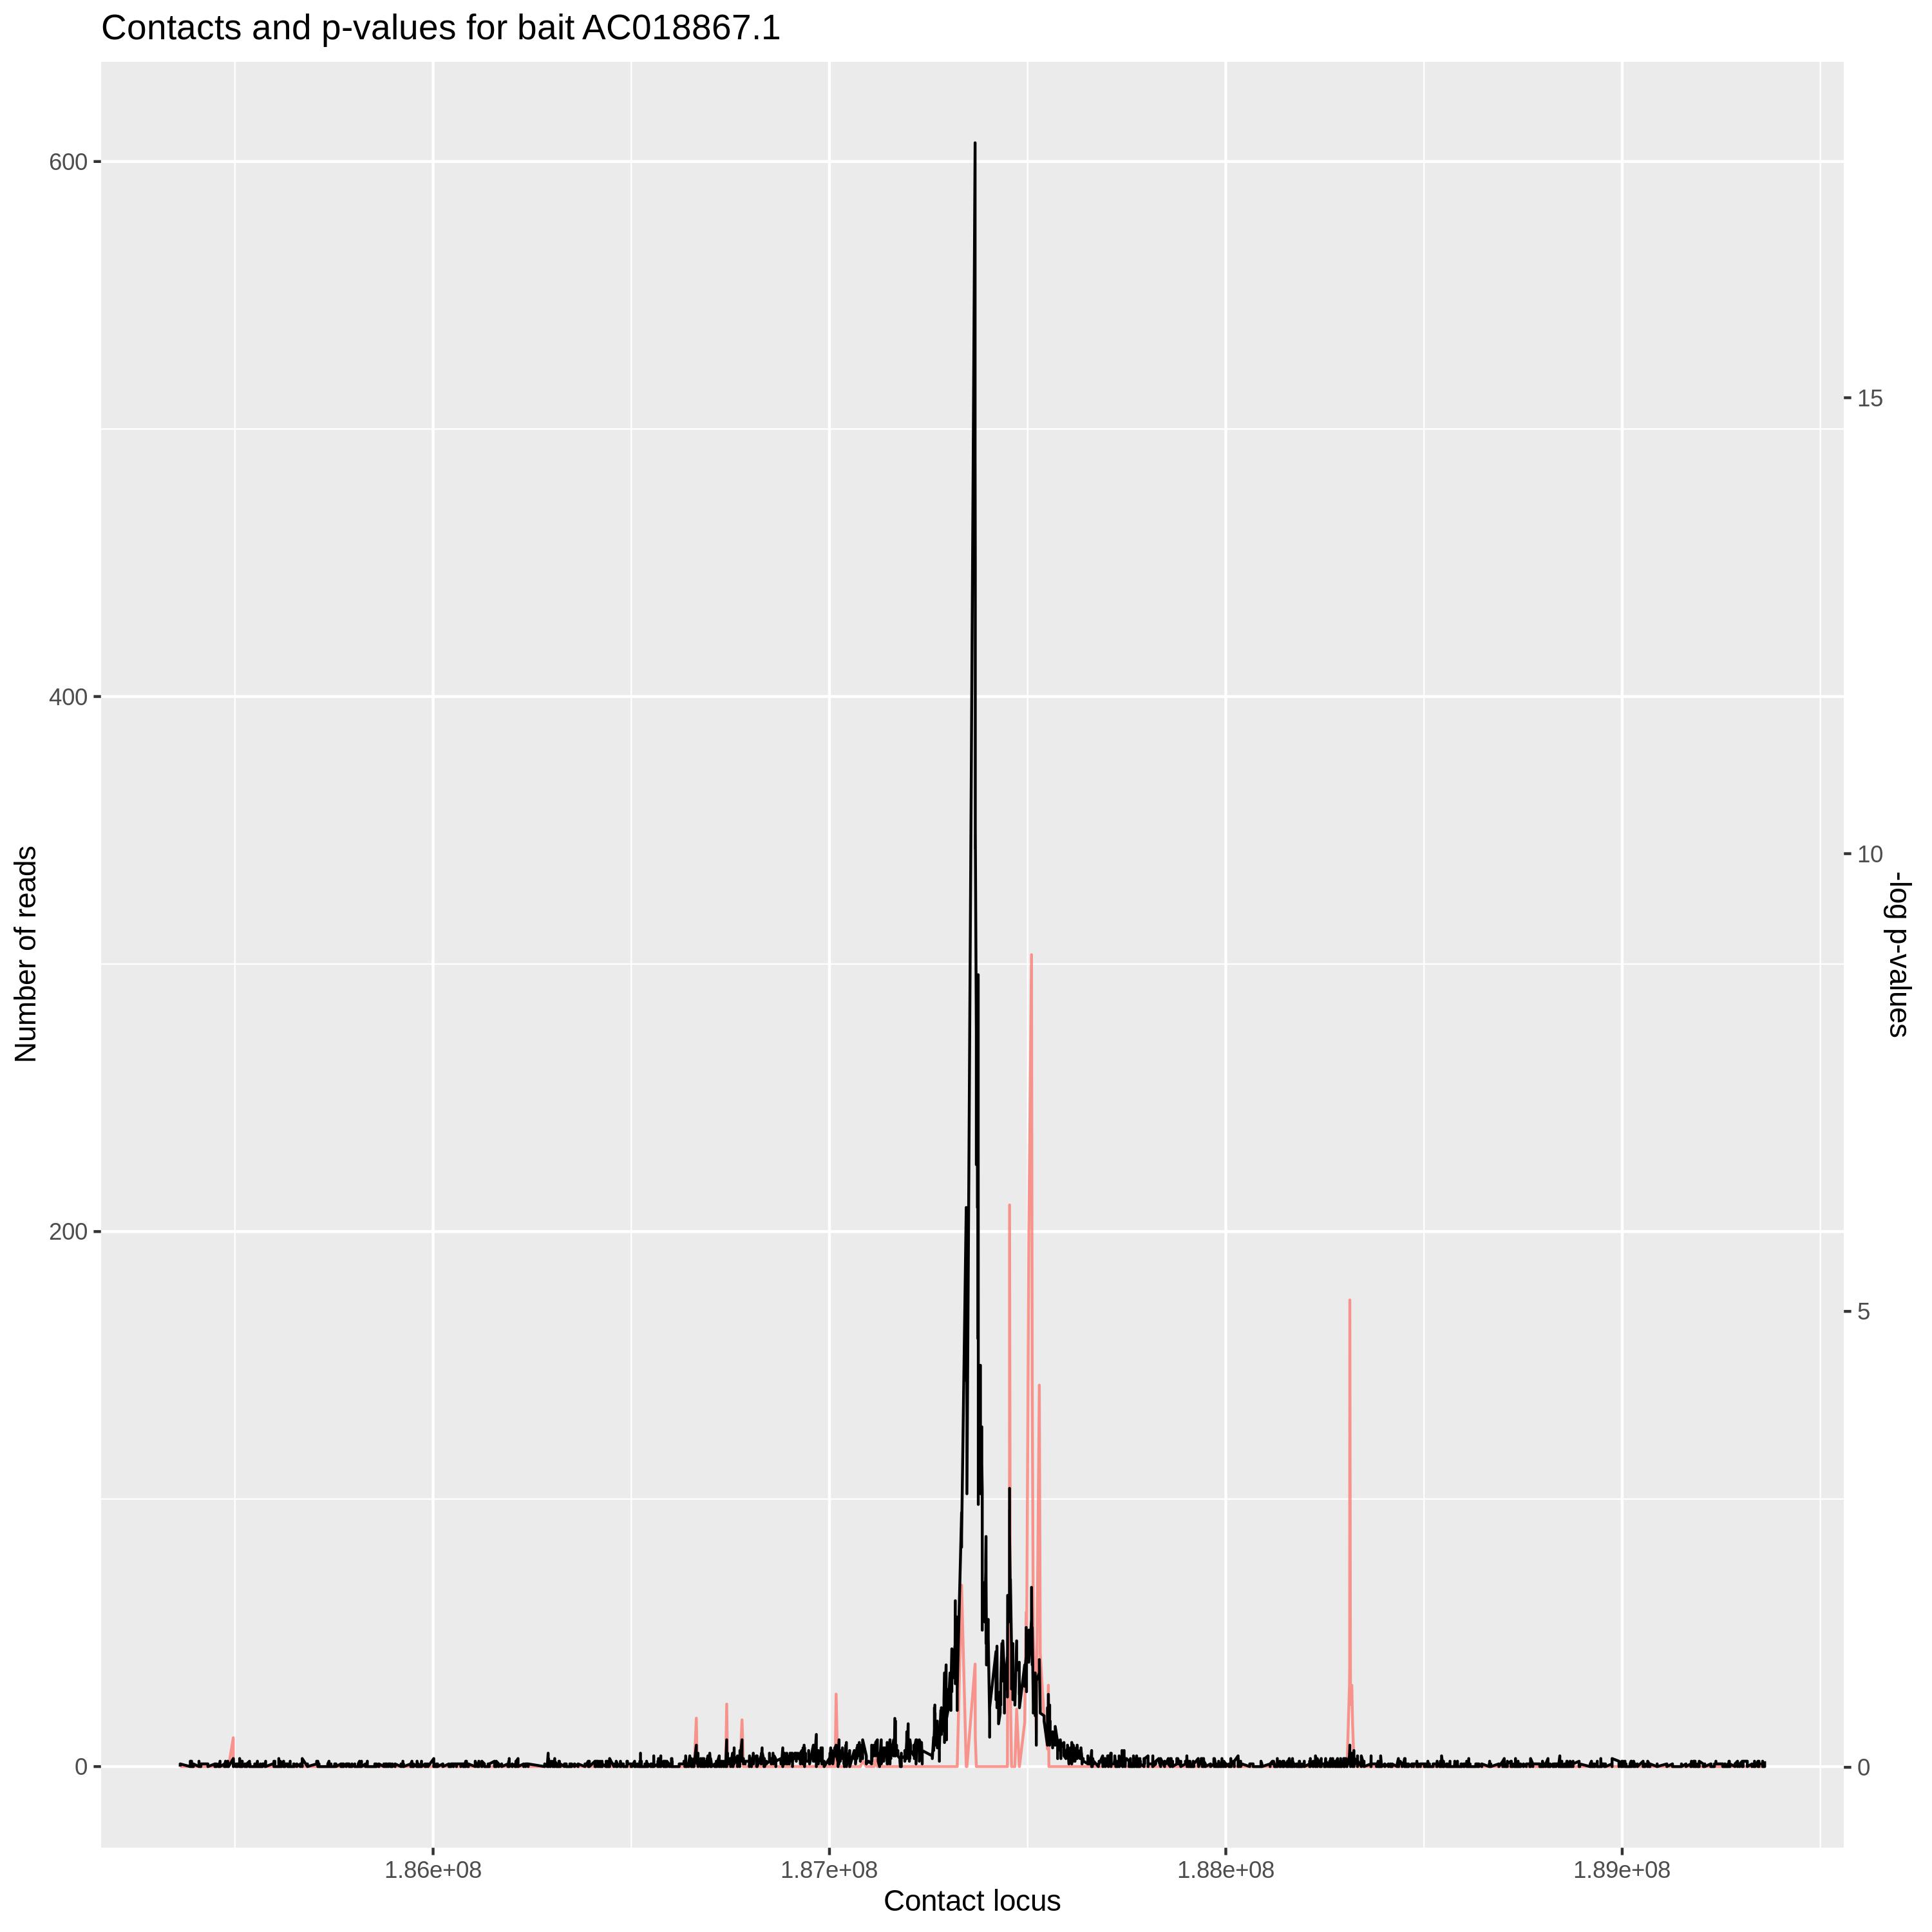 Contacts and p-values for bait AC018867.1
600
400
200
0
Number of reads
15
10
5
0
-log p-values
1.86e+08
1.87e+08
1.88e+08
1.89e+08
Contact locus